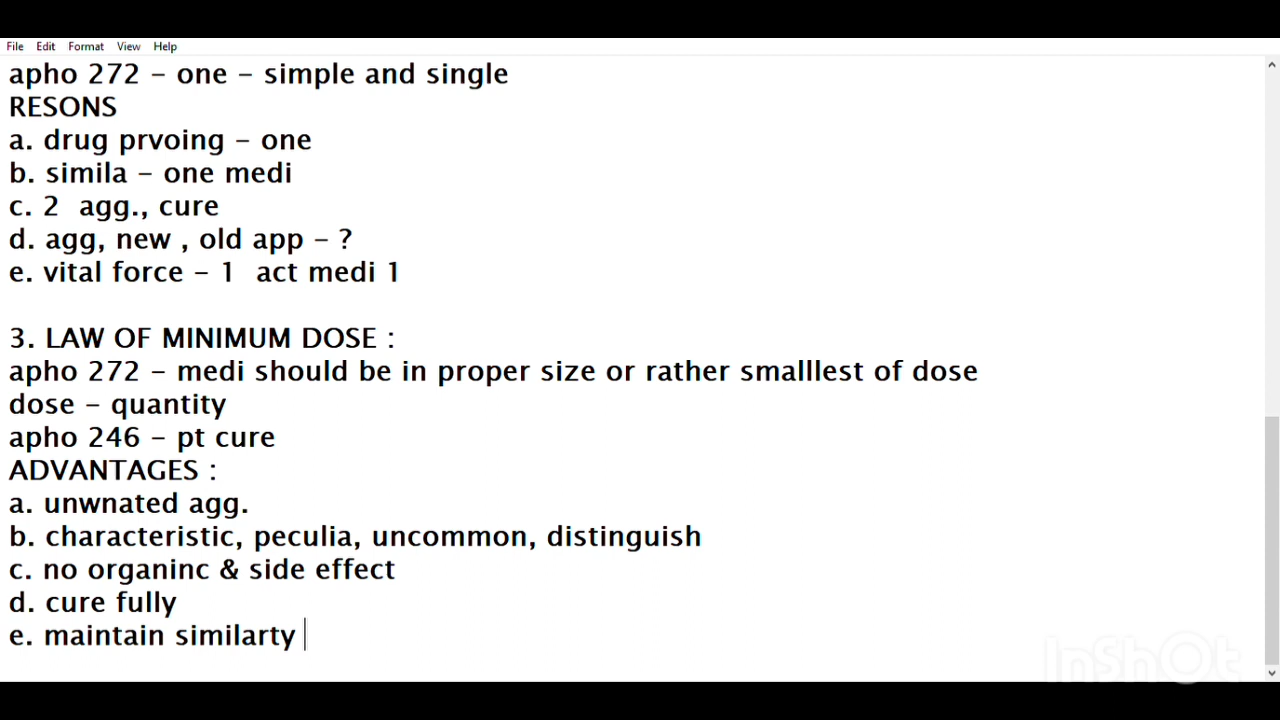 File Edit Format View Help
apho 272 - one - simple and single
RESONS
a. drug prvoing - one
b. simila - one medi
c. 2  agg., cure
d. agg, new , old app - ?
e. vital force - 1  act medi 1
3. LAW OF MINIMUM DOSE :
apho 272 - medi should be in proper size or rather smalllest of dose
dose - quantity
apho 246 - pt cure
ADVANTAGES :
a. unwnated agg.
b. characteristic, peculia, uncommon, distinguish
c. no organinc & side effect
d. cure fully
e. maintain similarty
InShOt